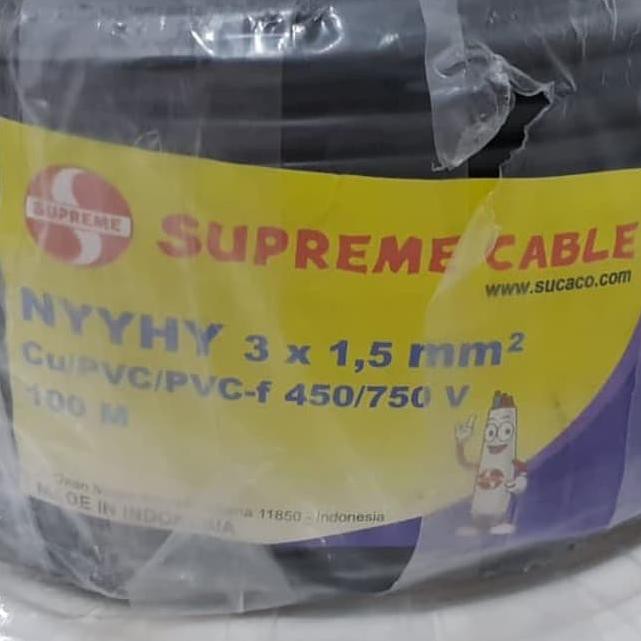 SUPREME
SUPREME CABLE
www.sucaco.com
NYYHY 3 x 1,5 mm²
Cu/PVC/PVC-f 450/750 V
100 M
11850 - Indonesia
MADE IN INDONESIA